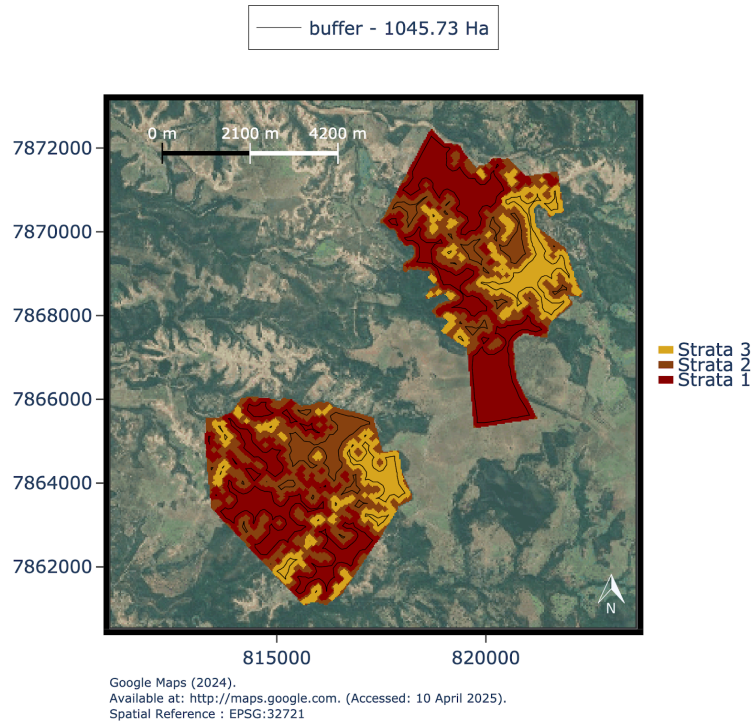 buffer - 1045.73 Ha
0 m 2100 m 4200 m
7872000
7870000
7868000
7866000
7864000
7862000
Strata 3
Strata 2
Strata 1
N
815000 820000
Google Maps (2024).
Available at: http://maps.google.com. (Accessed: 10 April 2025).
Spatial Reference : EPSG:32721